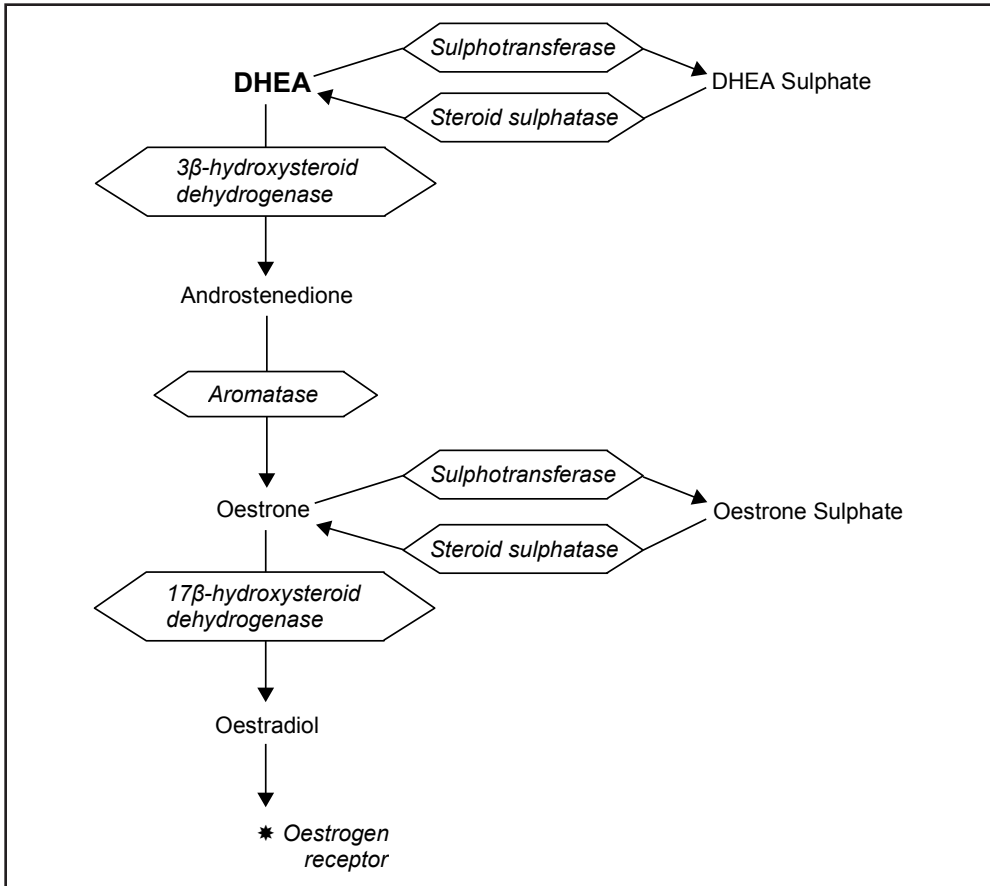 Sulphotransferase
DHEA
DHEA Sulphate
Steroid sulphatase
3β-hydroxysteroid
dehydrogenase
Androstenedione
Aromatase
Sulphotransferase
Oestrone
Oestrone Sulphate
Steroid sulphatase
17β-hydroxysteroid
dehydrogenase
Oestradiol
Oestrogen
receptor